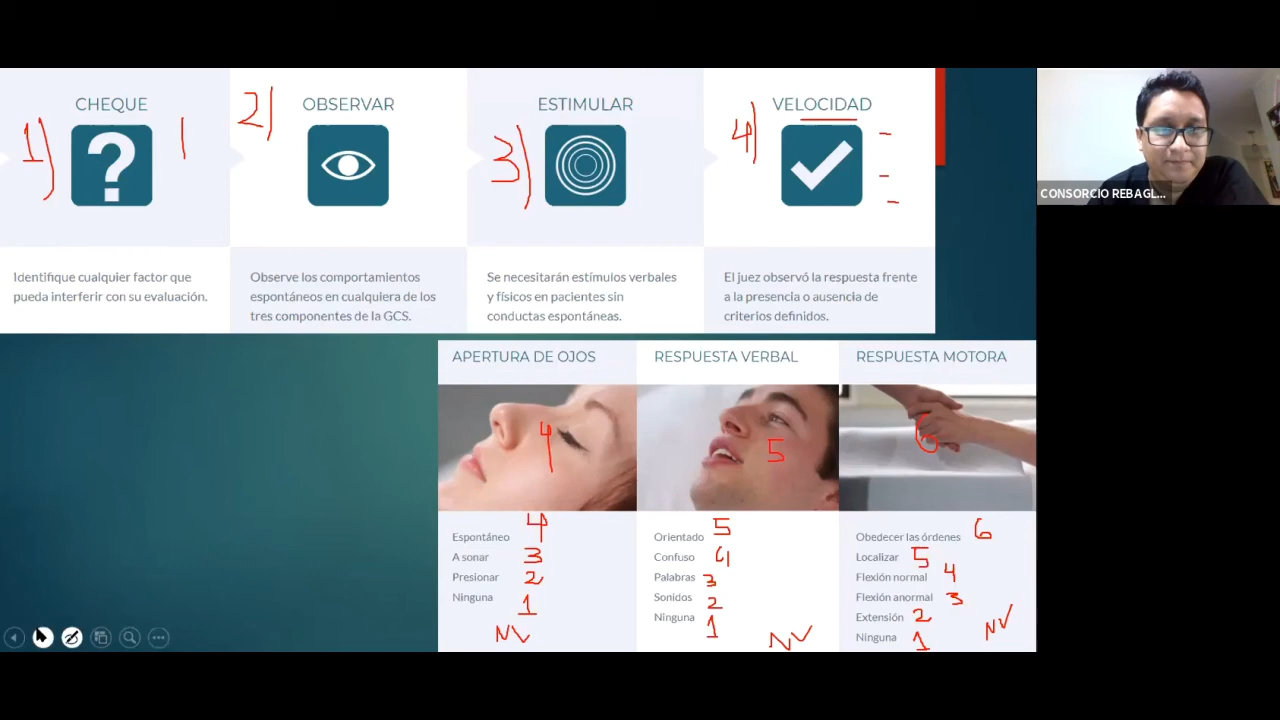 CHEQUE
1)
1
Identifique cualquier factor que
pueda interferir con su evaluación.
2)
OBSERVAR
Observe los comportamientos
espontáneos en cualquiera de los
tres componentes de la GCS.
ESTIMULAR
3)
Se necesitarán estímulos verbales
y físicos en pacientes sin
conductas espontáneas.
4)
VELOCIDAD
El juez observó la respuesta frente
a la presencia o ausencia de
criterios definidos.
CONSORCIO REBAGL...
APERTURA DE OJOS
4
Espontáneo 4
A sonar 3
Presionar 2
Ninguna 1
NV
RESPUESTA VERBAL
5
Orientado 5
Confuso 4
Palabras 3
Sonidos 2
Ninguna 1
NV
RESPUESTA MOTORA
6
Obedecer las órdenes 6
Localizar 5
Flexión normal 4
Flexión anormal 3
Extensión 2
Ninguna 1
NV